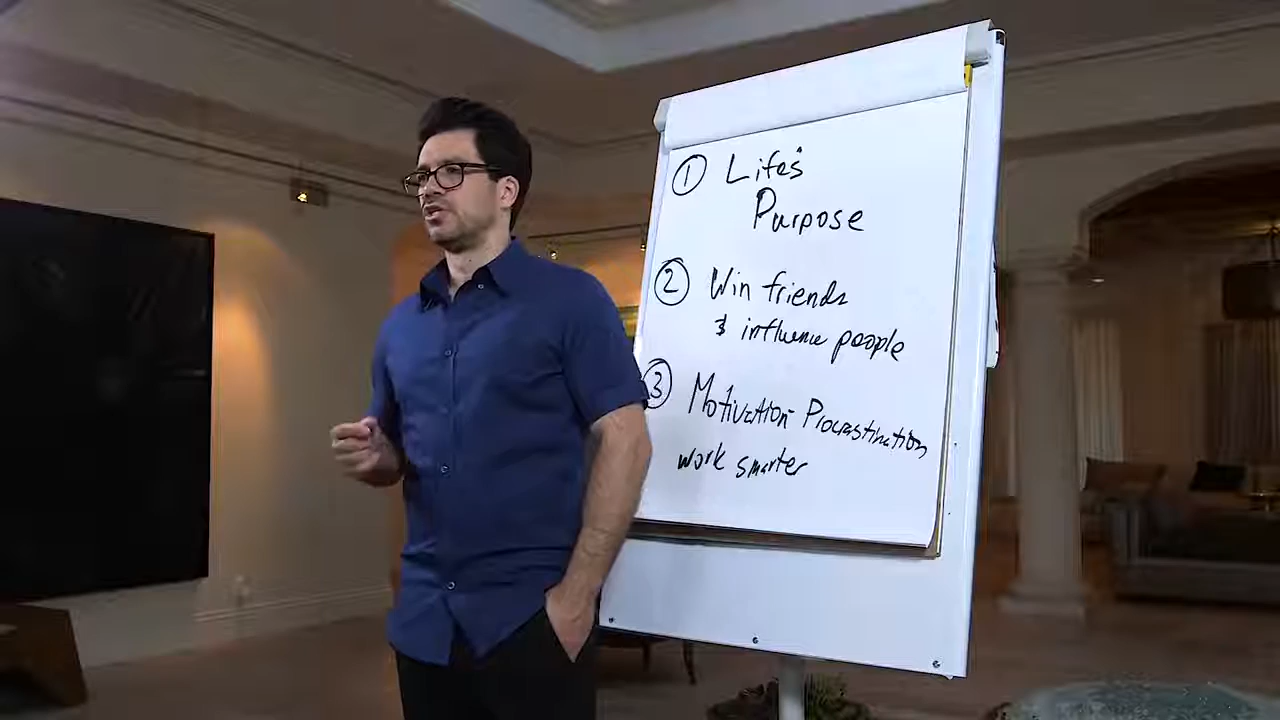 ① Life's
Purpose
② Win friends
& influence people
③ Motivation-Procrastination
work smarter